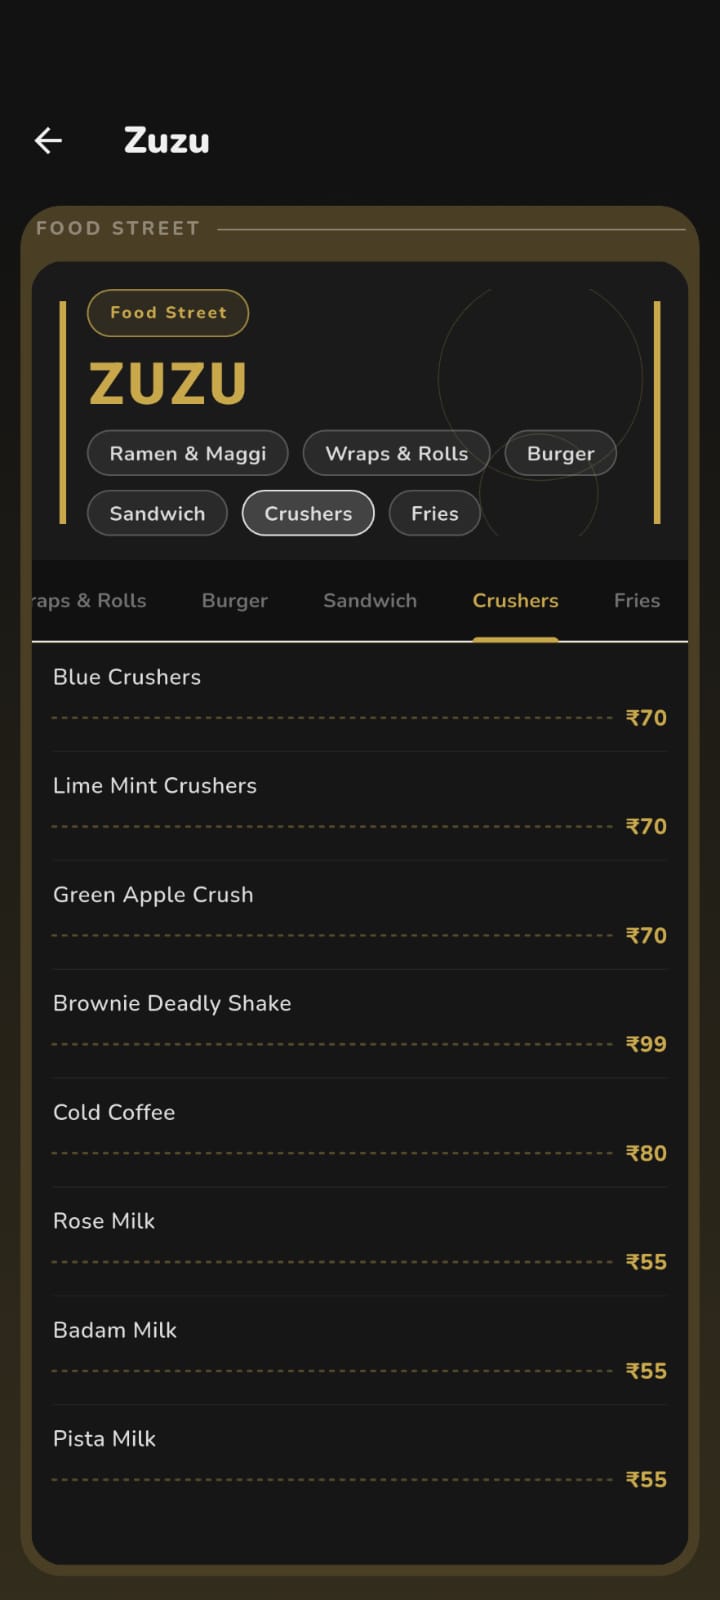 Zuzu
FOOD STREET
Food Street
ZUZU
Ramen & Maggi Wraps & Rolls Burger
Sandwich Crushers Fries
raps & Rolls Burger Sandwich Crushers Fries
Blue Crushers
₹70
Lime Mint Crushers
₹70
Green Apple Crush
₹70
Brownie Deadly Shake
₹99
Cold Coffee
₹80
Rose Milk
₹55
Badam Milk
₹55
Pista Milk
₹55